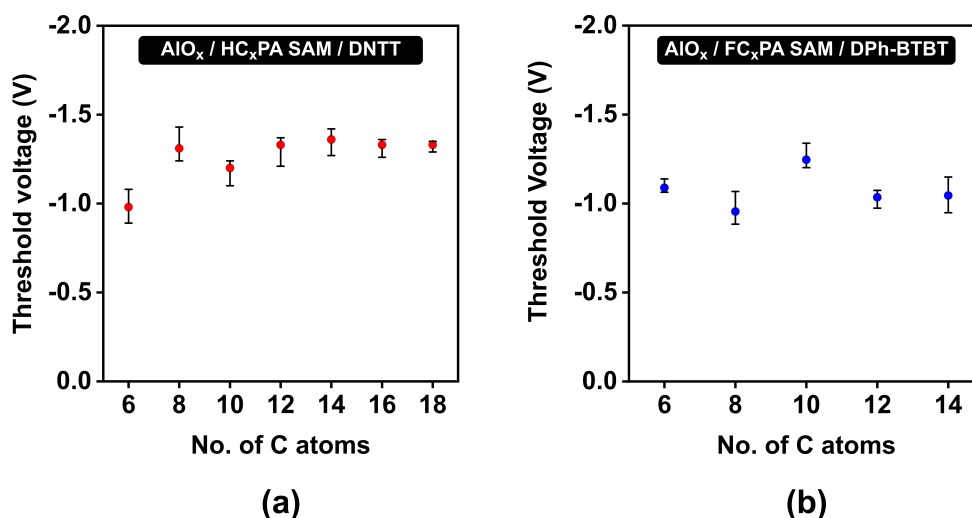 AlOx / HCxPA SAM / DNTT
Threshold voltage (V)
-2.0
-1.5
-1.0
-0.5
0.0
6 8 10 12 14 16 18
No. of C atoms
(a)
AlOx / FCxPA SAM / DPh-BTBT
Threshold Voltage (V)
-2.0
-1.5
-1.0
-0.5
0.0
6 8 10 12 14
No. of C atoms
(b)